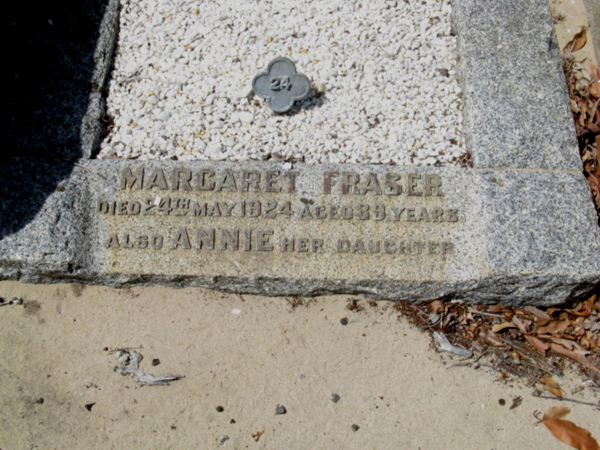 24
MARGARET FRASER
DIED 24TH MAY 1924 AGED 89 YEARS
ALSO ANNIE HER DAUGHTER